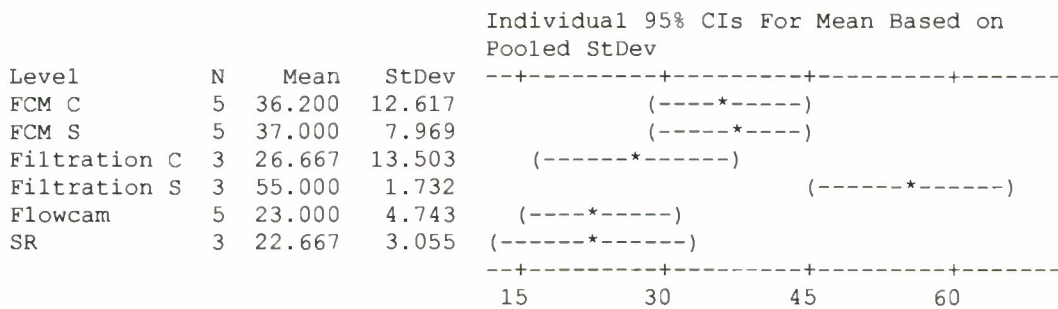 Individual 95% CIs For Mean Based on
                                 Pooled StDev
Level         N    Mean   StDev  --+---------+---------+---------+-------
FCM C         5  36.200  12.617             (----*-----)
FCM S         5  37.000   7.969             (-----*----)
Filtration C  3  26.667  13.503     (------*------)
Filtration S  3  55.000   1.732                        (------*------)
Flowcam       5  23.000   4.743    (----*-----)
SR            3  22.667   3.055  (------*------)
                                 --+---------+---------+---------+-------
                                  15        30        45        60